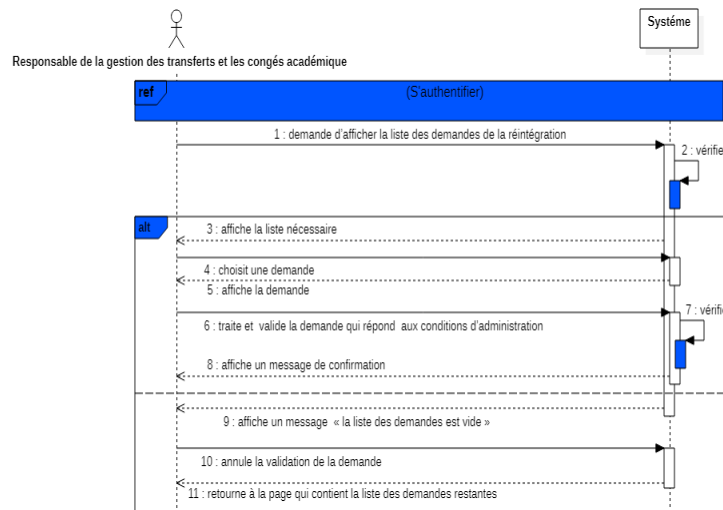 Systéme
Responsable de la gestion des transferts et les congés académique
ref
(S'authentifier)
1 : demande d'afficher la liste des demandes de la réintégration
2 : vérifie
alt
3 : affiche la liste nécessaire
4 : choisit une demande
5 : affiche la demande
7 : vérifi
6 : traite et valide la demande qui répond aux conditions d'administration
8 : affiche un message de confirmation
9 : affiche un message « la liste des demandes est vide »
10 : annule la validation de la demande
11 : retourne à la page qui contient la liste des demandes restantes